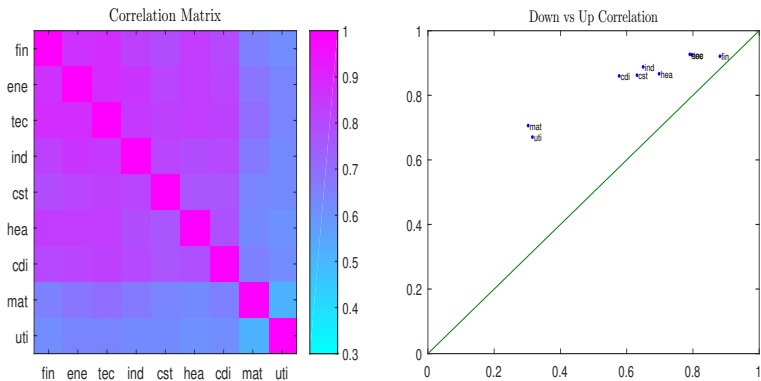 Correlation Matrix
fin
ene
tec
ind
cst
hea
cdi
mat
uti
fin ene tec ind cst hea cdi mat uti
1
0.9
0.8
0.7
0.6
0.5
0.4
0.3
Down vs Up Correlation
1
0.8
0.6
0.4
0.2
0
0 0.2 0.4 0.6 0.8 1
fin
ind
cdi
cst
hea
mat
uti